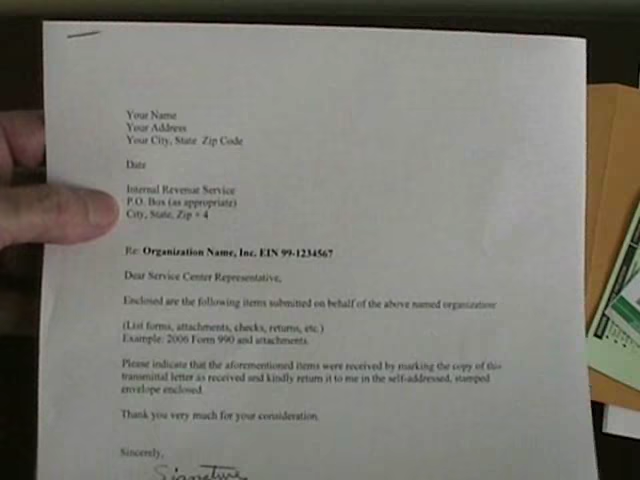 Your Name
Your Address
Your City, State Zip Code
Date
Internal Revenue Service
P.O. Box (as appropriate)
City, State, Zip + 4
Re: Organization Name, Inc. EIN 99-1234567
Dear Service Center Representative,
Enclosed are the following items submitted on behalf of the above named organization:
(List forms, attachments, checks, returns, etc.)
Example: 2006 Form 990 and attachments.
Please indicate that the aforementioned items were received by marking the copy of this
transmittal letter as received and kindly return it to me in the self-addressed, stamped
envelope enclosed.
Thank you very much for your consideration.
Sincerely,
Signature